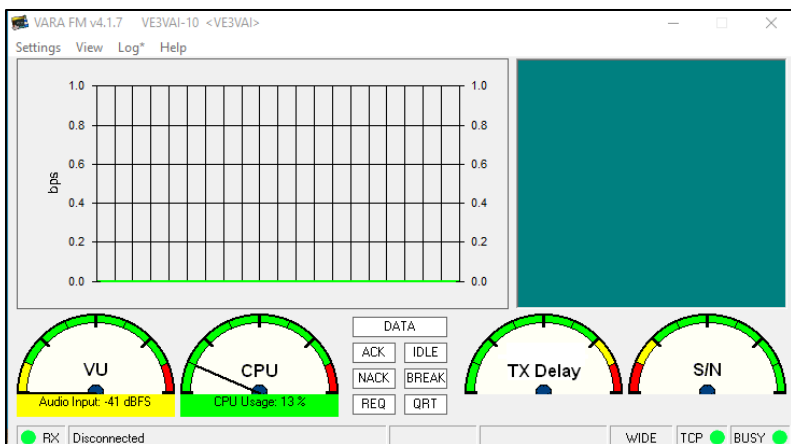 VARA FM v4.1.7 VE3VAI-10 <VE3VAI>
Settings View Log* Help
1.0 1.0
0.8 0.8
0.6 0.6
bps
0.4 0.4
0.2 0.2
0.0 0.0
DATA
ACK IDLE
NACK BREAK
REQ QRT
VU
Audio Input: -41 dBFS
CPU
CPU Usage: 13 %
TX Delay
S/N
RX Disconnected WIDE TCP BUSY